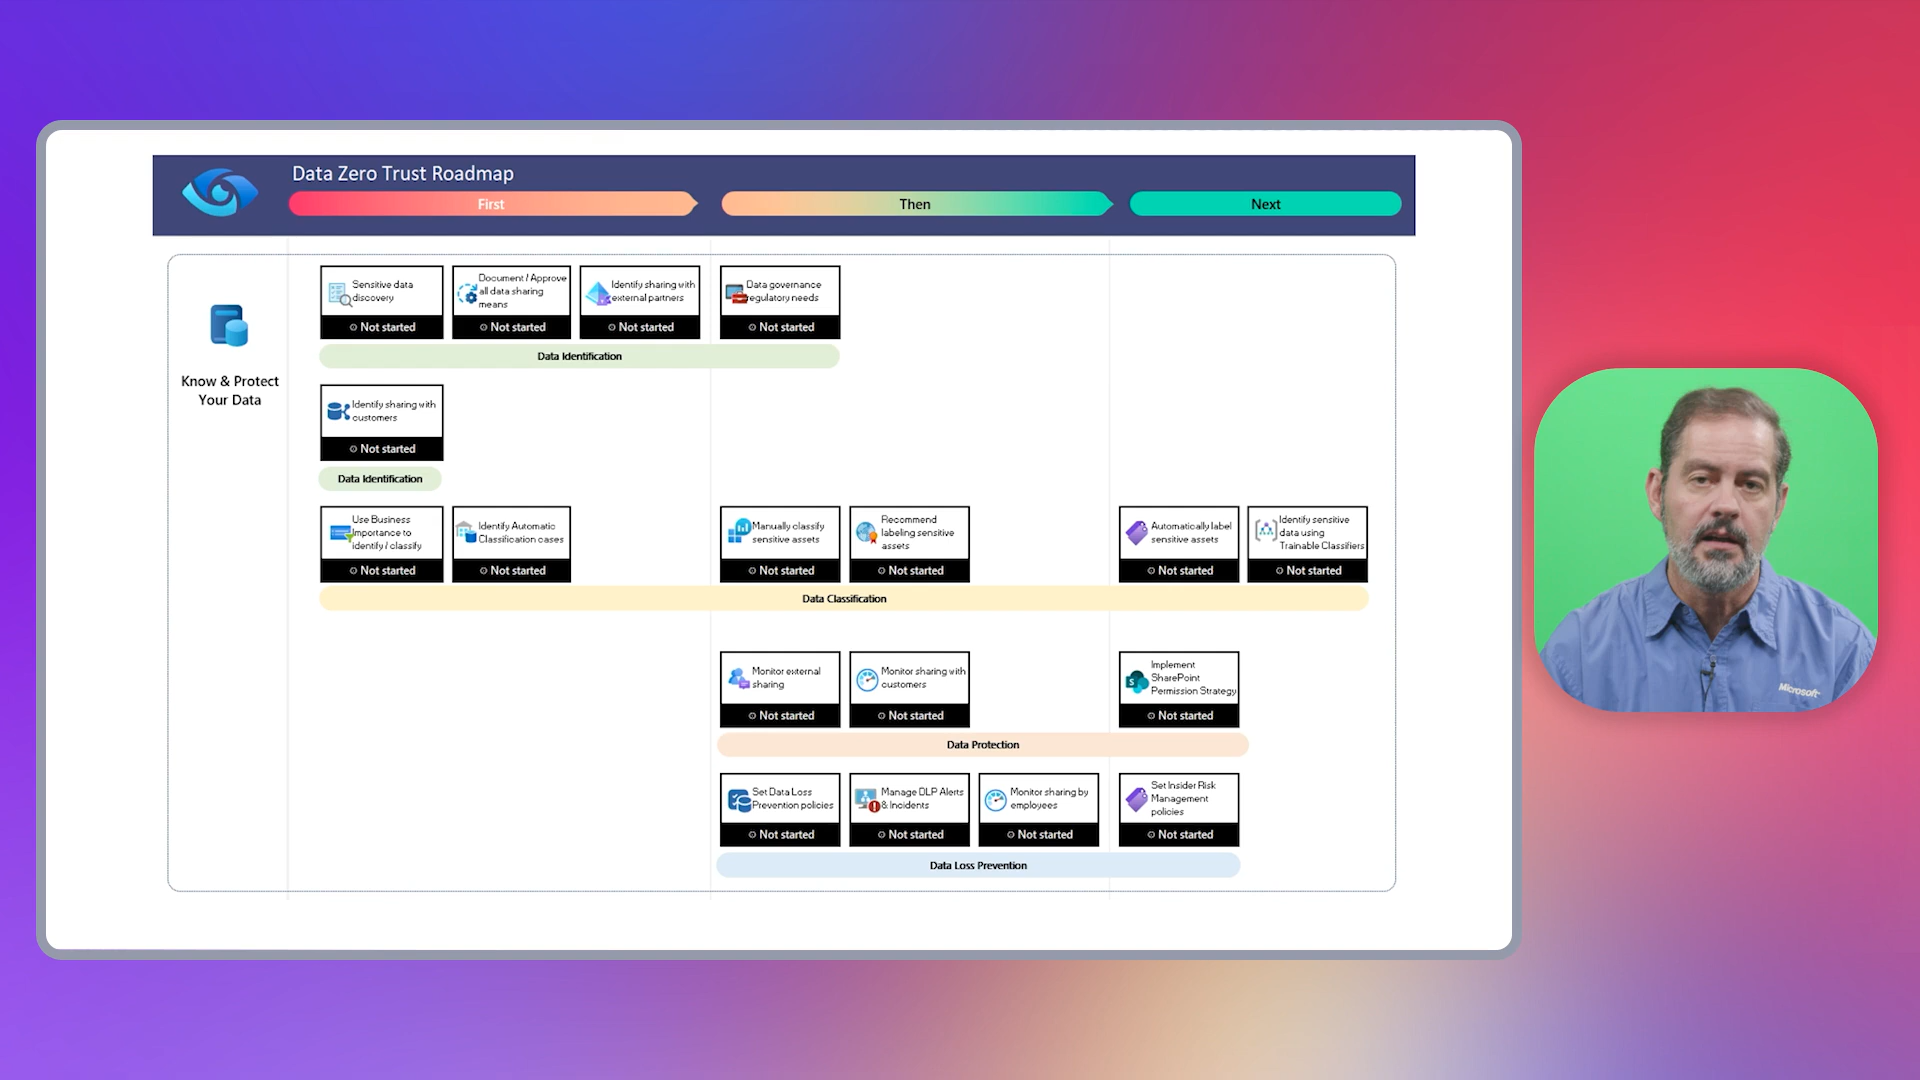 Data Zero Trust Roadmap
First
Then
Next
Know & Protect
Your Data
Sensitive data
discovery
Not started
Document / Approve
all data sharing
means
Not started
Identify sharing with
external partners
Not started
Data governance
regulatory needs
Not started
Data Identification
Identify sharing with
customers
Not started
Data Identification
Use Business
Importance to
identify / classify
Not started
Identify Automatic
Classification cases
Not started
Manually classify
sensitive assets
Not started
Recommend
labeling sensitive
assets
Not started
Automatically label
sensitive assets
Not started
Identify sensitive
data using
Trainable Classifiers
Not started
Data Classification
Monitor external
sharing
Not started
Monitor sharing with
customers
Not started
Implement
SharePoint
Permission Strategy
Not started
Data Protection
Set Data Loss
Prevention policies
Not started
Manage DLP Alerts
& Incidents
Not started
Monitor sharing by
employees
Not started
Set Insider Risk
Management
policies
Not started
Data Loss Prevention
Microsoft